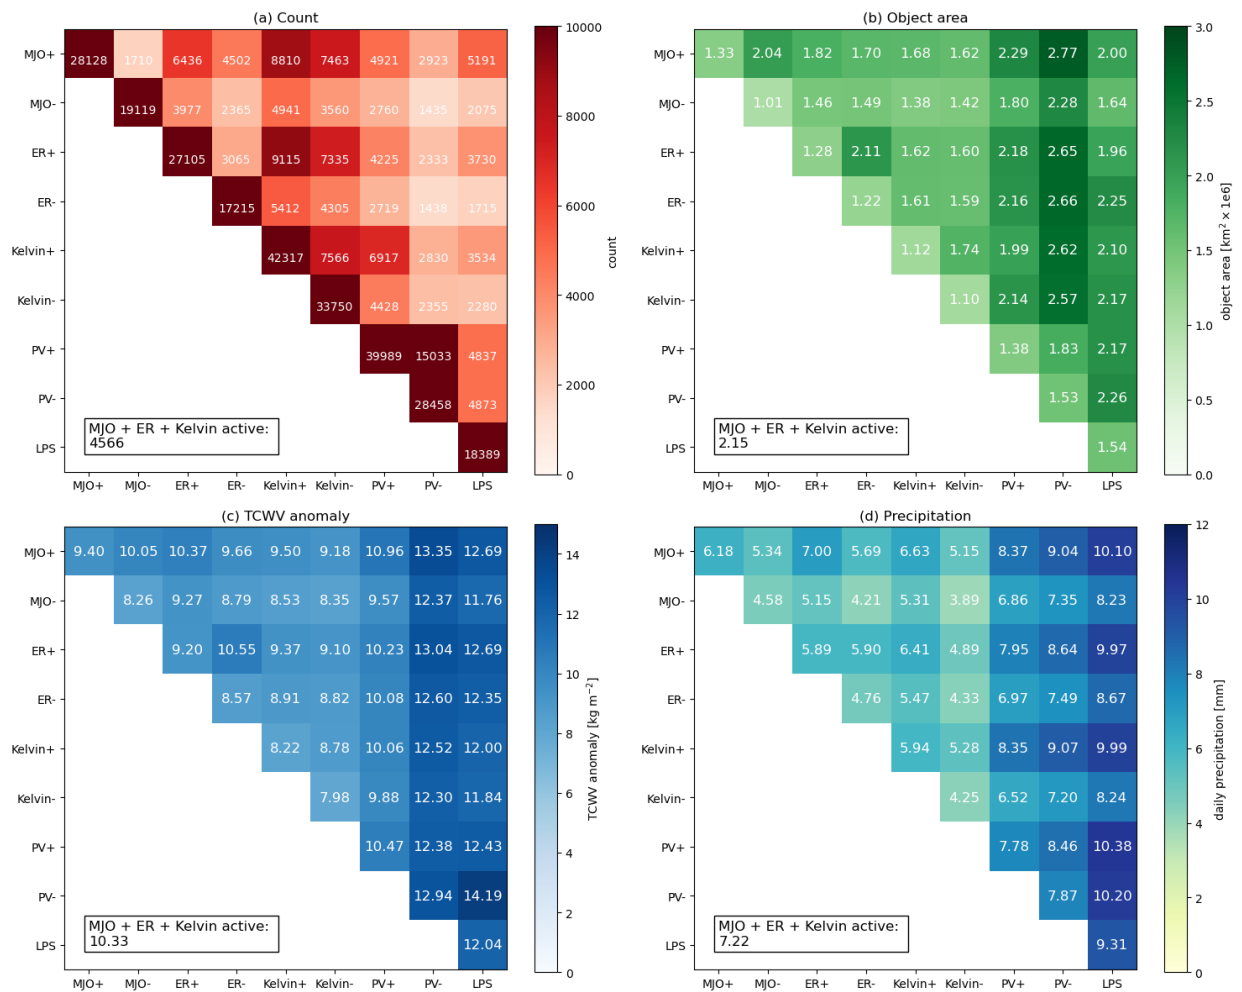 (a) Count
MJO+ 28128 1710 6436 4502 8810 7463 4921 2923 5191
MJO- 19119 3977 2365 4941 3560 2760 1435 2075
ER+ 27105 3065 9115 7335 4225 2333 3730
ER- 17215 5412 4305 2719 1438 1715
Kelvin+ 42317 7566 6917 2830 3534
Kelvin- 33750 4428 2355 2280
PV+ 39989 15033 4837
PV- 28458 4873
LPS 18389
MJO + ER + Kelvin active:
4566
MJO+ MJO- ER+ ER- Kelvin+ Kelvin- PV+ PV- LPS
10000
8000
6000
4000
2000
0
count
(b) Object area
MJO+ 1.33 2.04 1.82 1.70 1.68 1.62 2.29 2.77 2.00
MJO- 1.01 1.46 1.49 1.38 1.42 1.80 2.28 1.64
ER+ 1.28 2.11 1.62 1.60 2.18 2.65 1.96
ER- 1.22 1.61 1.59 2.16 2.66 2.25
Kelvin+ 1.12 1.74 1.99 2.62 2.10
Kelvin- 1.10 2.14 2.57 2.17
PV+ 1.38 1.83 2.17
PV- 1.53 2.26
LPS 1.54
MJO + ER + Kelvin active:
2.15
MJO+ MJO- ER+ ER- Kelvin+ Kelvin- PV+ PV- LPS
3.0
2.5
2.0
1.5
1.0
0.5
0.0
object area [km² × 1e6]
(c) TCWV anomaly
MJO+ 9.40 10.05 10.37 9.66 9.50 9.18 10.96 13.35 12.69
MJO- 8.26 9.27 8.79 8.53 8.35 9.57 12.37 11.76
ER+ 9.20 10.55 9.37 9.10 10.23 13.04 12.69
ER- 8.57 8.91 8.82 10.08 12.60 12.35
Kelvin+ 8.22 8.78 10.06 12.52 12.00
Kelvin- 7.98 9.88 12.30 11.84
PV+ 10.47 12.38 12.43
PV- 12.94 14.19
LPS 12.04
MJO + ER + Kelvin active:
10.33
MJO+ MJO- ER+ ER- Kelvin+ Kelvin- PV+ PV- LPS
14
12
10
8
6
4
2
0
TCWV anomaly [kg m⁻²]
(d) Precipitation
MJO+ 6.18 5.34 7.00 5.69 6.63 5.15 8.37 9.04 10.10
MJO- 4.58 5.15 4.21 5.31 3.89 6.86 7.35 8.23
ER+ 5.89 5.90 6.41 4.89 7.95 8.64 9.97
ER- 4.76 5.47 4.33 6.97 7.49 8.67
Kelvin+ 5.94 5.28 8.35 9.07 9.99
Kelvin- 4.25 6.52 7.20 8.24
PV+ 7.78 8.46 10.38
PV- 7.87 10.20
LPS 9.31
MJO + ER + Kelvin active:
7.22
MJO+ MJO- ER+ ER- Kelvin+ Kelvin- PV+ PV- LPS
12
10
8
6
4
2
0
daily precipitation [mm]